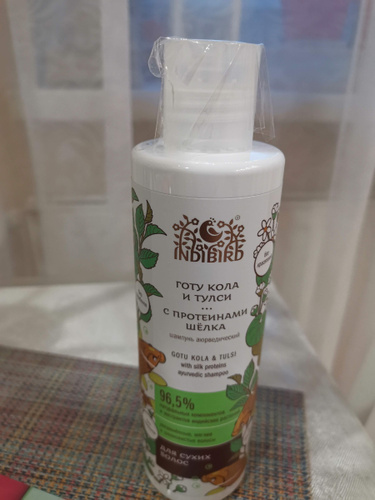 INDIBIRD
ГОТУ КОЛА
И ТУЛСИ
С ПРОТЕИНАМИ
ШЁЛКА
шампунь аюрведический
GOTU KOLA & TULSI
with silk proteins
ayurvedic shampoo
96,5%
для сухих
волос